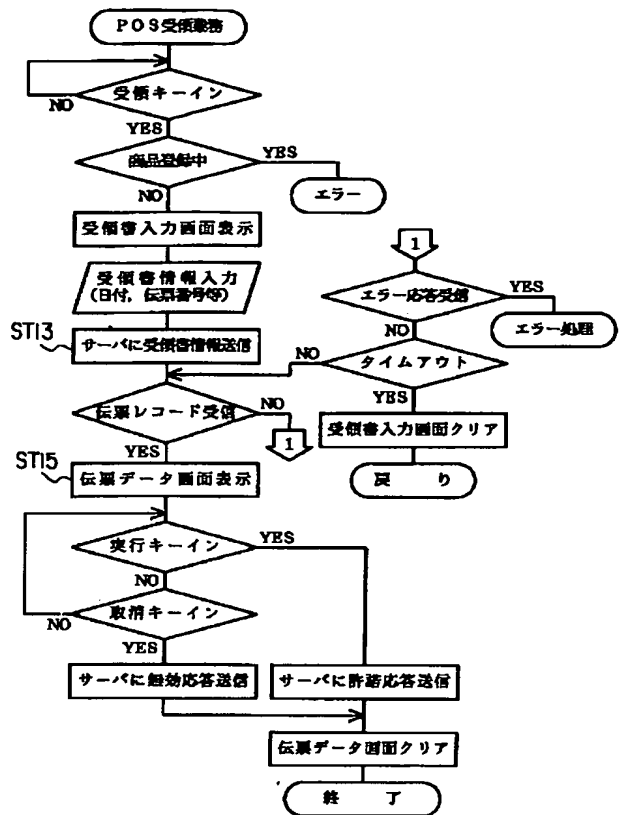 POS受領業務
受領キーイン
NO
YES
商品登録中
YES
エラー
NO
受領書入力画面表示
受領書情報入力
(日付, 伝票番号等)
ST13
サーバに受領書情報送信
1
エラー応答受信
YES
エラー処理
NO
タイムアウト
NO
YES
受領書入力画面クリア
戻り
伝票レコード受信
NO
1
YES
ST15
伝票データ画面表示
実行キーイン
YES
NO
取消キーイン
NO
YES
サーバに無効応答送信
サーバに許諾応答送信
伝票データ画面クリア
終了